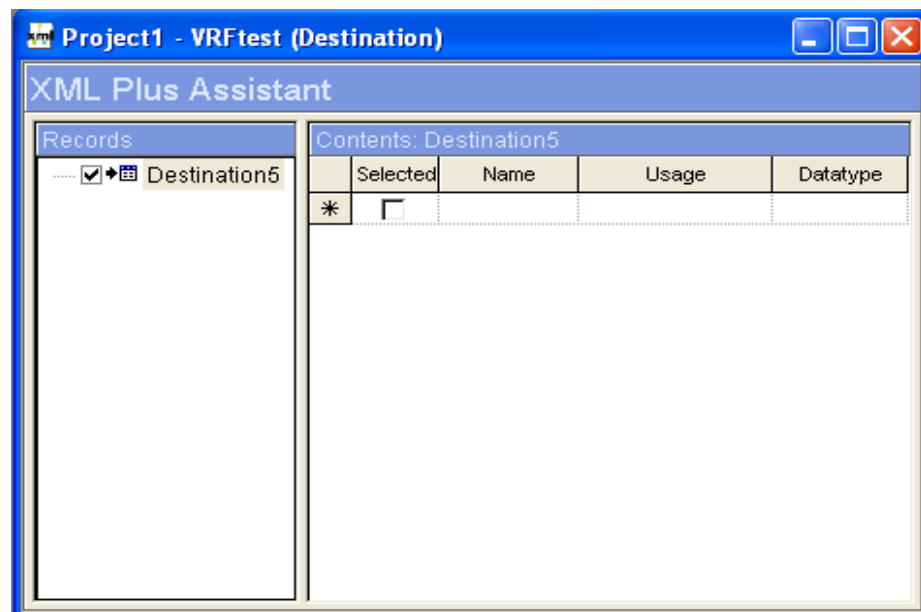 Project1 - VRFtest (Destination)
XML Plus Assistant
Records
Destination5
Contents: Destination5
Selected Name Usage Datatype